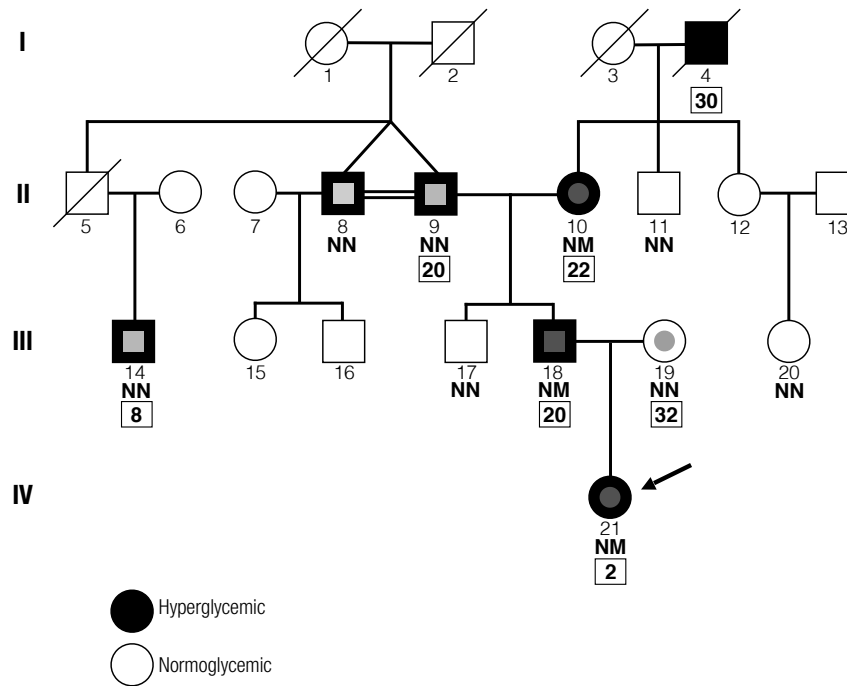 I
1 2 3 4
30
II
5 6 7 8 9 10 11 12 13
NN NN NM NN
20 22
III
14 15 16 17 18 19 20
NN NN NM NN NN
8 20 32
IV
21
NM
2
Hyperglycemic
Normoglycemic